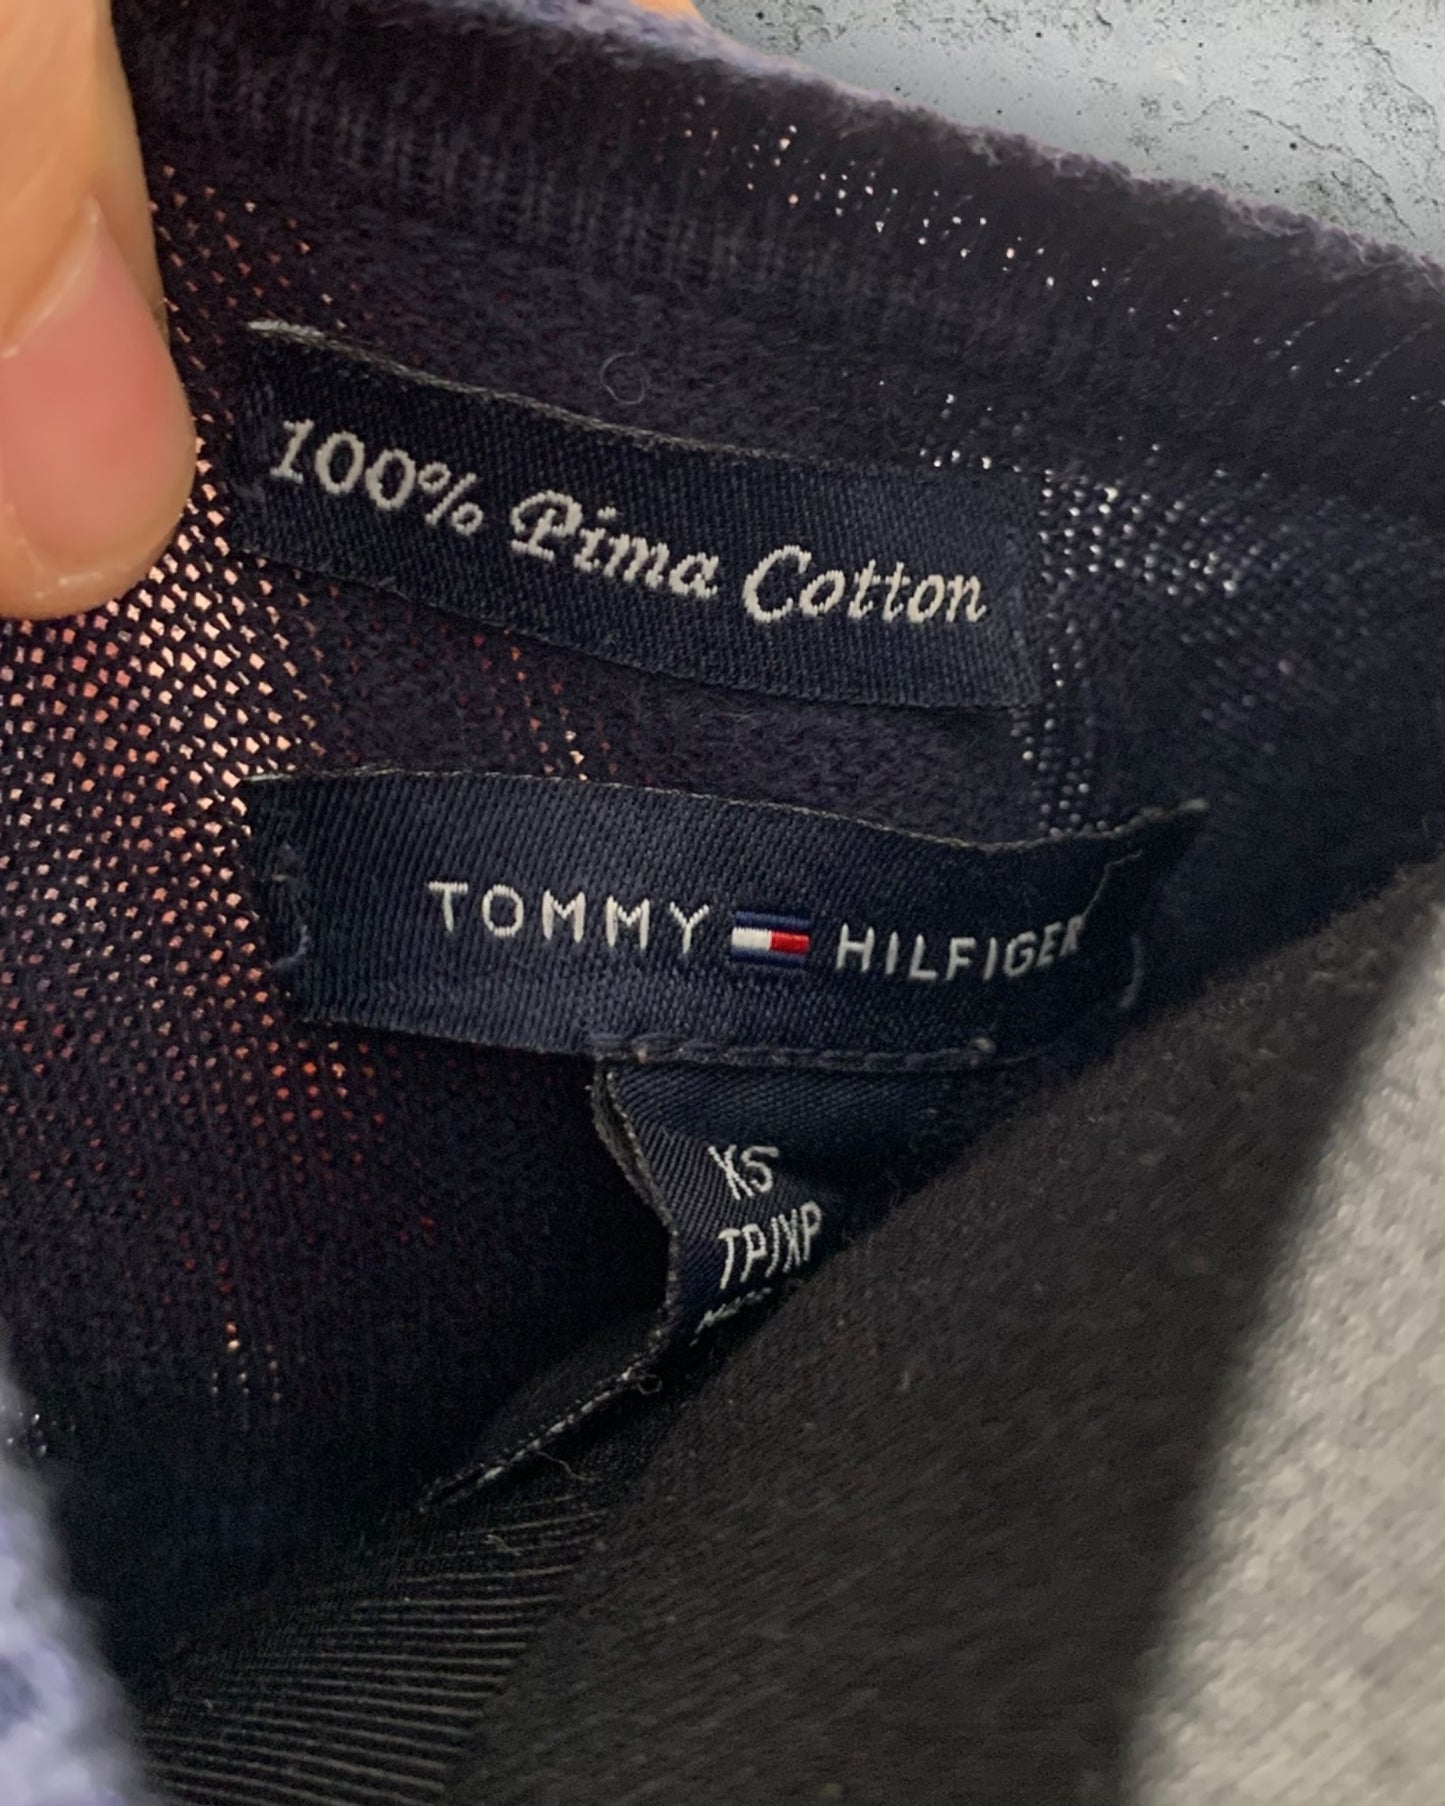 100% Pima Cotton
TOMMY HILFIGER
XS
TP/XP